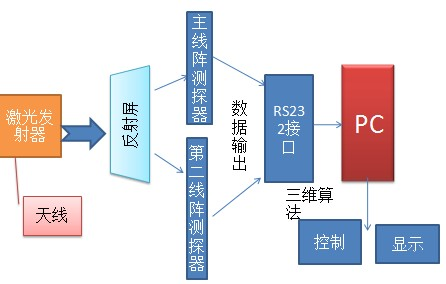 激光发
射器
天线
反射屏
主线阵测探器
第二线阵测探器
数据输出
RS23
2接
口
三维算
法
PC
控制
显示